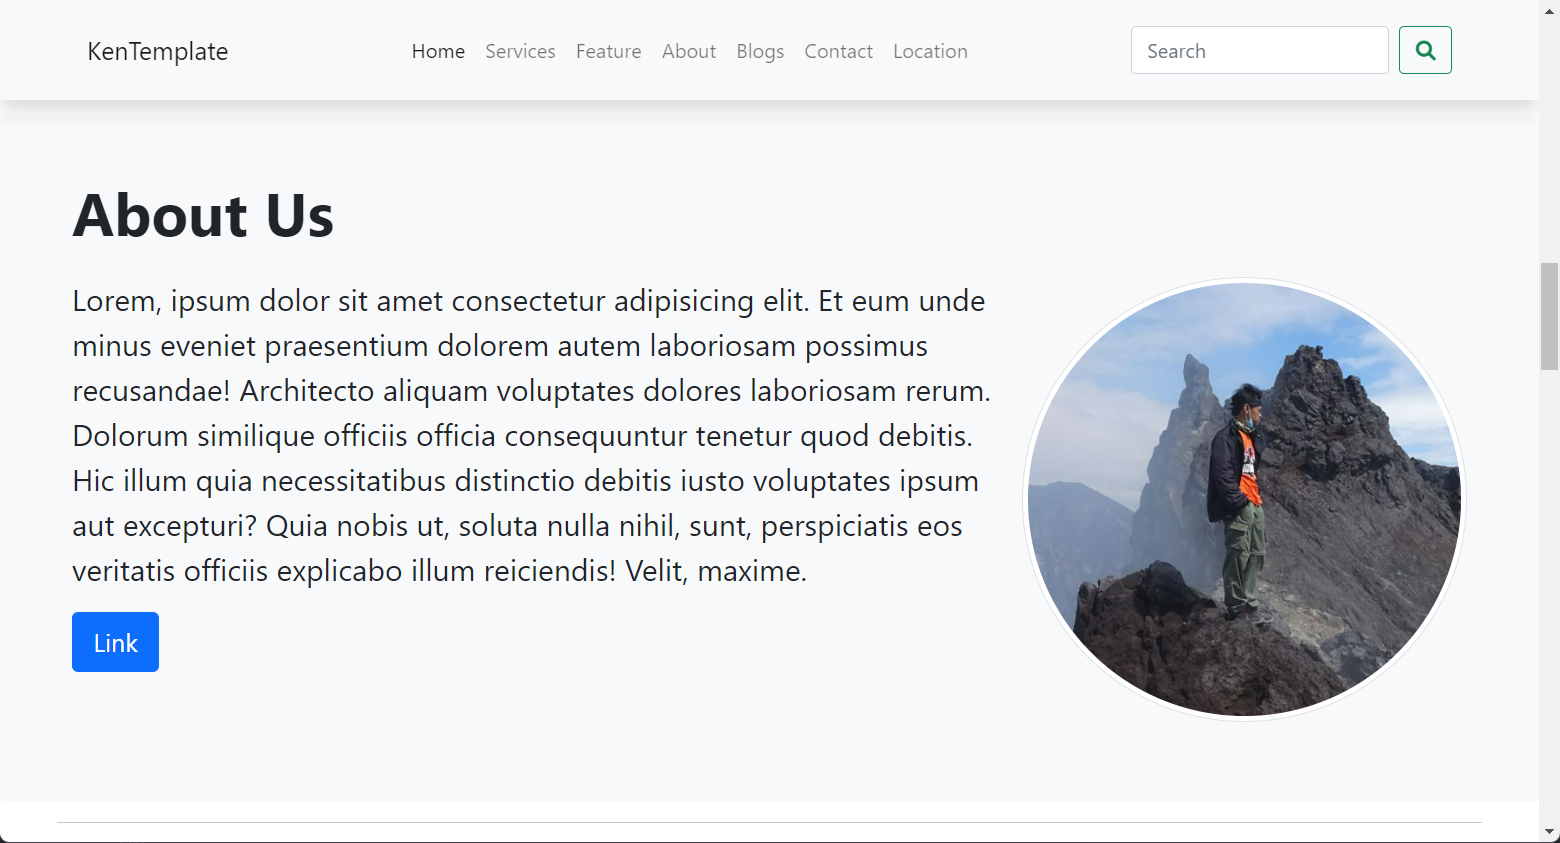 KenTemplate
Home Services Feature About Blogs Contact Location
Search
About Us
Lorem, ipsum dolor sit amet consectetur adipisicing elit. Et eum unde
minus eveniet praesentium dolorem autem laboriosam possimus
recusandae! Architecto aliquam voluptates dolores laboriosam rerum.
Dolorum similique officiis officia consequuntur tenetur quod debitis.
Hic illum quia necessitatibus distinctio debitis iusto voluptates ipsum
aut excepturi? Quia nobis ut, soluta nulla nihil, sunt, perspiciatis eos
veritatis officiis explicabo illum reiciendis! Velit, maxime.
Link